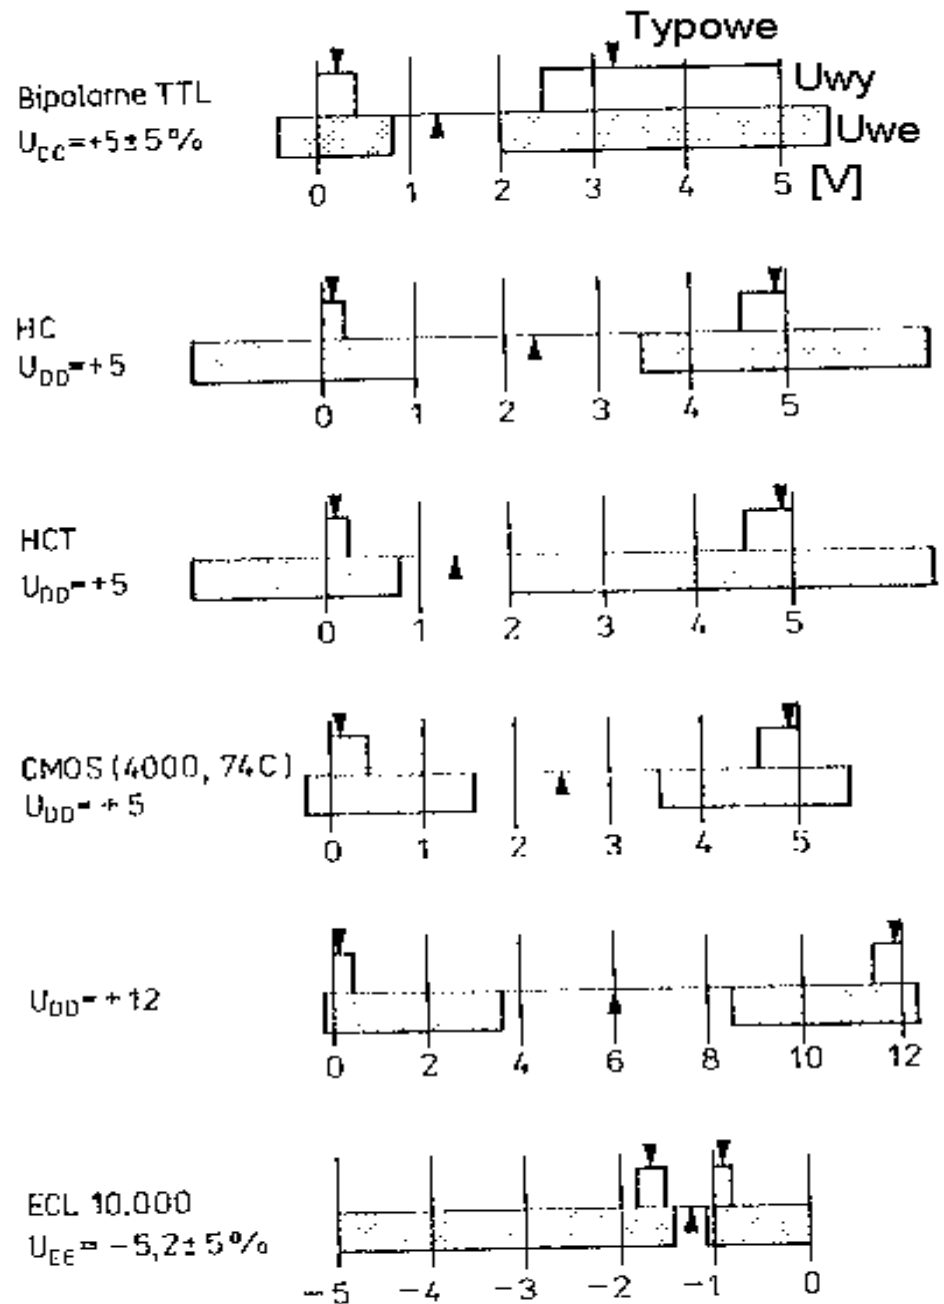 Typowe
Bipolarne TTL
U_CC=+5±5%
Uwy
Uwe
0 1 2 3 4 5 [V]
HC
U_DD=+5
0 1 2 3 4 5
HCT
U_DD=+5
0 1 2 3 4 5
CMOS (4000, 74C)
U_DD=+5
0 1 2 3 4 5
U_DD=+12
0 2 4 6 8 10 12
ECL 10.000
U_EE=-5,2±5%
-5 -4 -3 -2 -1 0